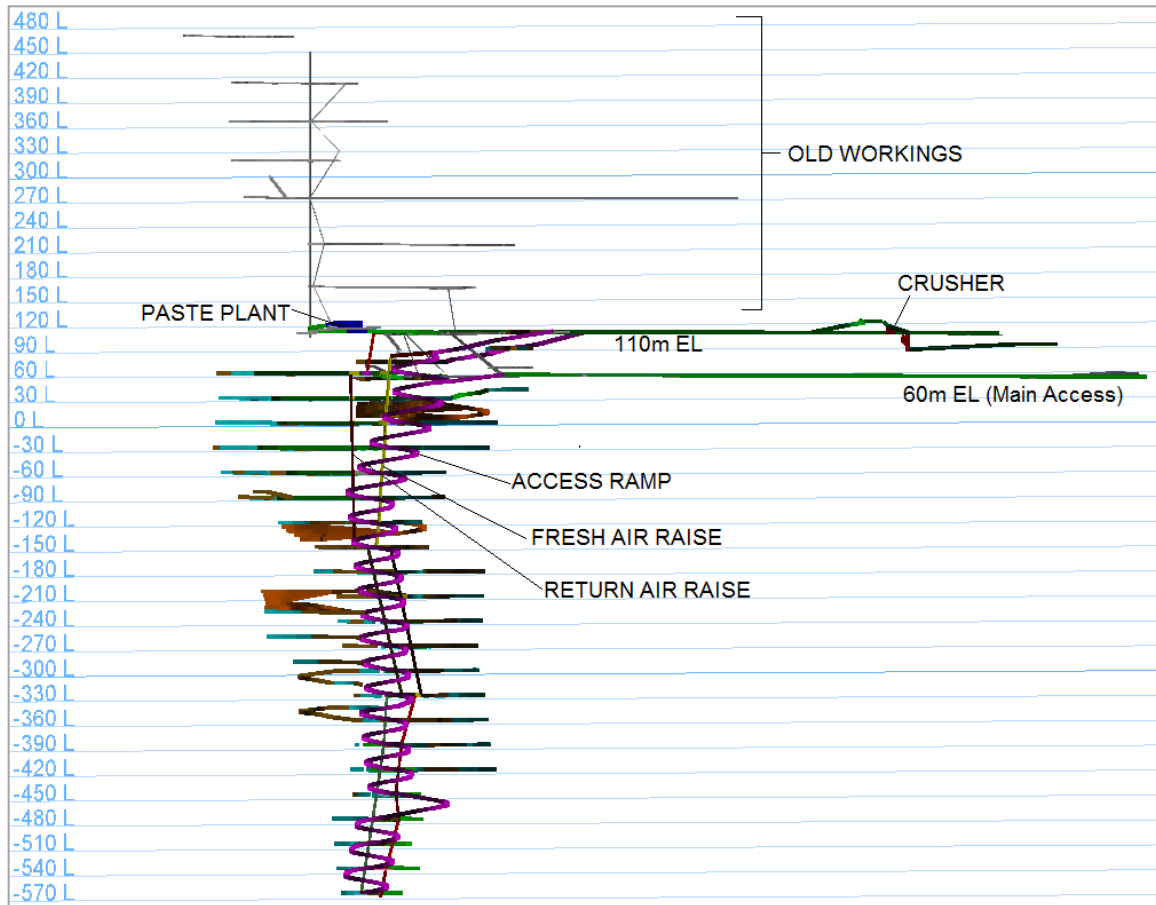 480 L
450 L
420 L
390 L
360 L
OLD WORKINGS
330 L
300 L
270 L
240 L
210 L
180 L
CRUSHER
150 L
PASTE PLANT
120 L
110m EL
90 L
60 L
60m EL (Main Access)
30 L
0 L
-30 L
-60 L
ACCESS RAMP
-90 L
-120 L
FRESH AIR RAISE
-150 L
-180 L
RETURN AIR RAISE
-210 L
-240 L
-270 L
-300 L
-330 L
-360 L
-390 L
-420 L
-450 L
-480 L
-510 L
-540 L
-570 L